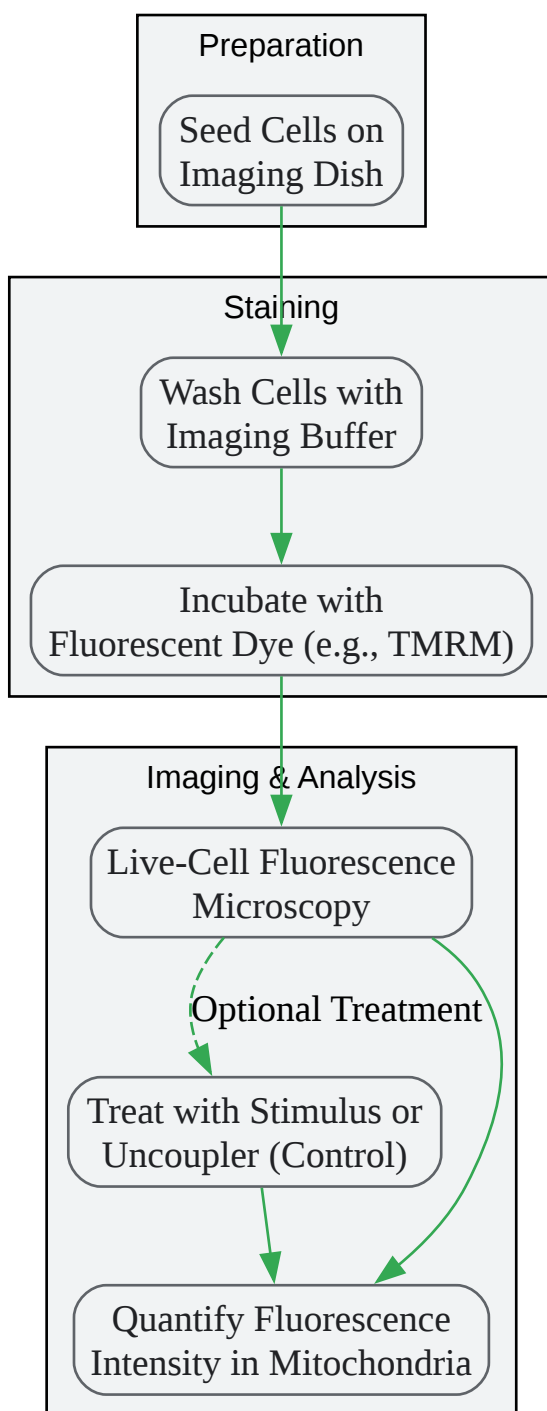 Preparation
Seed Cells on
Imaging Dish
Staining
Wash Cells with
Imaging Buffer
Incubate with
Fluorescent Dye (e.g., TMRM)
Imaging & Analysis
Live-Cell Fluorescence
Microscopy
Optional Treatment
Treat with Stimulus or
Uncoupler (Control)
Quantify Fluorescence
Intensity in Mitochondria